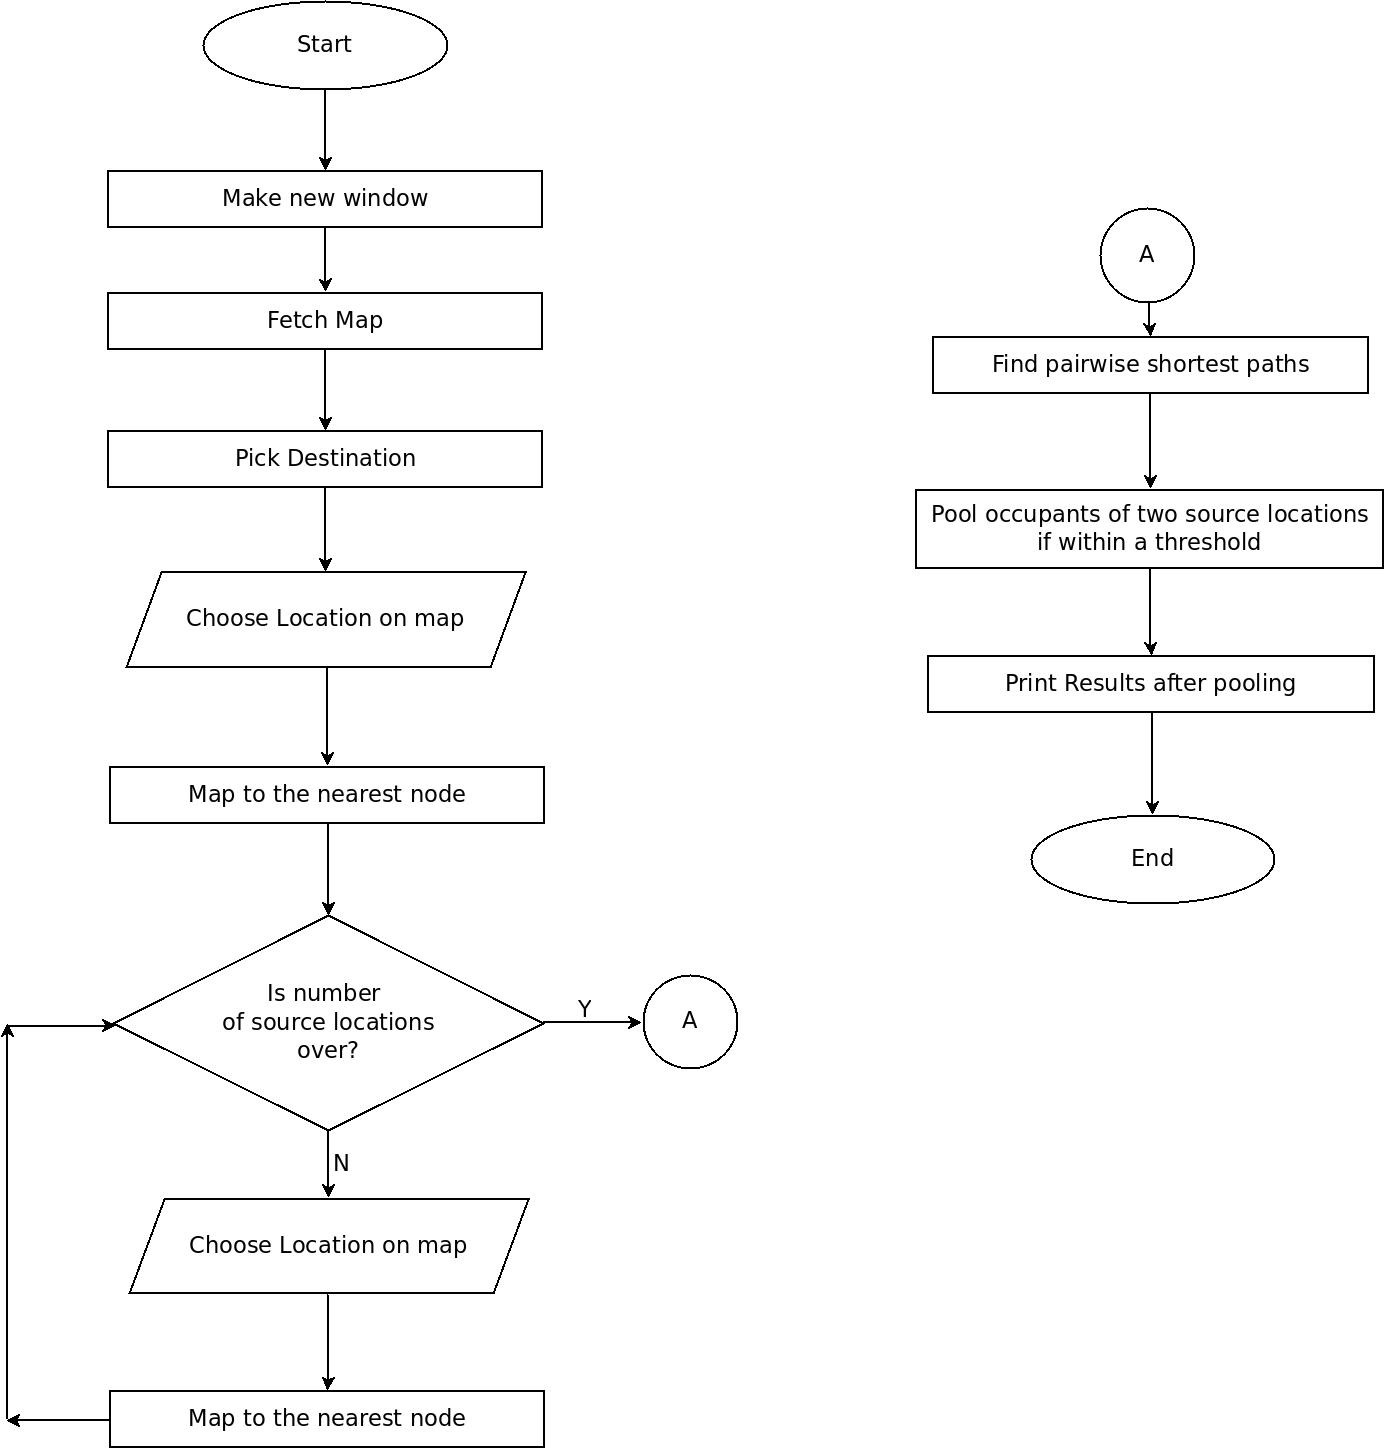 Start
Make new window
Fetch Map
Pick Destination
Choose Location on map
Map to the nearest node
Is number
of source locations
over?
Y
A
N
Choose Location on map
Map to the nearest node
A
Find pairwise shortest paths
Pool occupants of two source locations
if within a threshold
Print Results after pooling
End